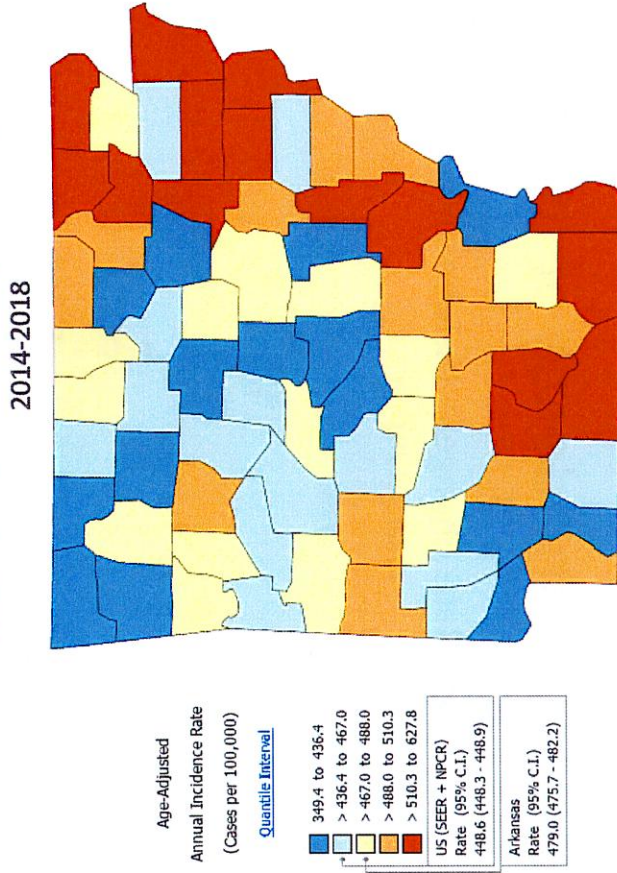 2014-2018
Age-Adjusted
Annual Incidence Rate
(Cases per 100,000)
Quantile Interval
349.4 to 436.4
> 436.4 to 467.0
> 467.0 to 488.0
> 488.0 to 510.3
> 510.3 to 627.8
US (SEER + NPCR)
Rate (95% C.I.)
448.6 (448.3 - 448.9)
Arkansas
Rate (95% C.I.)
479.0 (475.7 - 482.2)